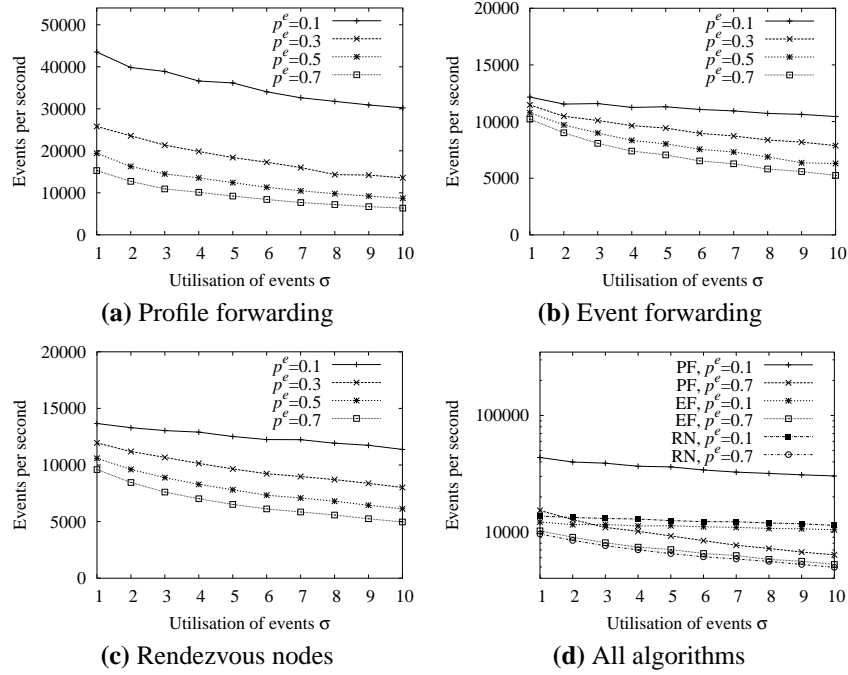 Events per second
50000
40000
30000
20000
10000
0
p^e=0.1
p^e=0.3
p^e=0.5
p^e=0.7
1 2 3 4 5 6 7 8 9 10
Utilisation of events σ
(a) Profile forwarding
Events per second
20000
15000
10000
5000
0
p^e=0.1
p^e=0.3
p^e=0.5
p^e=0.7
1 2 3 4 5 6 7 8 9 10
Utilisation of events σ
(b) Event forwarding
Events per second
20000
15000
10000
5000
0
p^e=0.1
p^e=0.3
p^e=0.5
p^e=0.7
1 2 3 4 5 6 7 8 9 10
Utilisation of events σ
(c) Rendezvous nodes
Events per second
100000
10000
PF, p^e=0.1
PF, p^e=0.7
EF, p^e=0.1
EF, p^e=0.7
RN, p^e=0.1
RN, p^e=0.7
1 2 3 4 5 6 7 8 9 10
Utilisation of events σ
(d) All algorithms